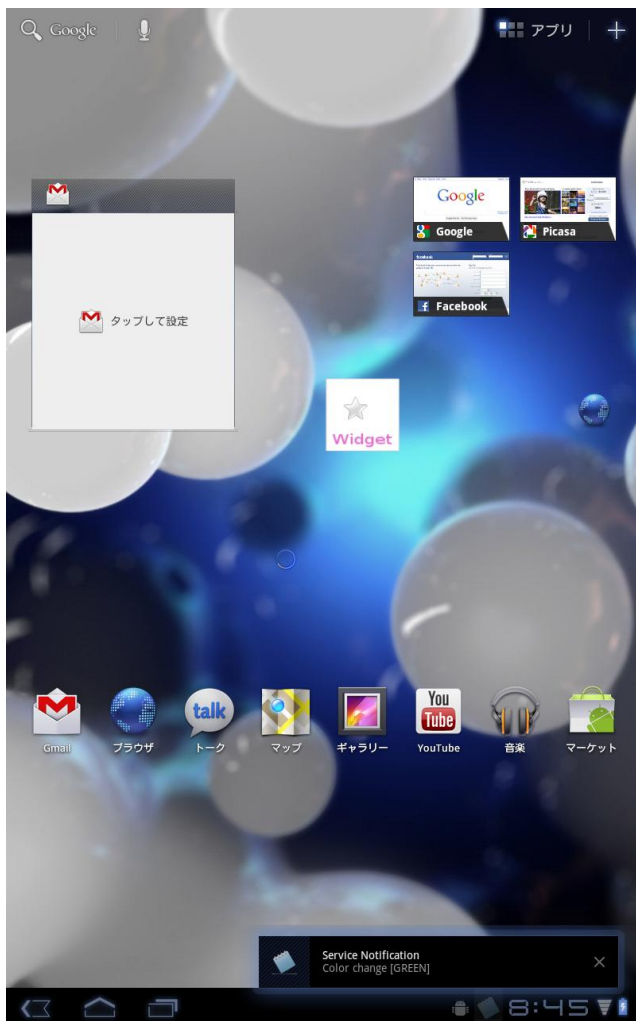 Google
アプリ
タップして設定
Google
Google
Picasa
facebook
Facebook
Widget
talk
You
Tube
Gmail
ブラウザ
トーク
マップ
ギャラリー
YouTube
音楽
マーケット
Service Notification
Color change [GREEN]
8:45